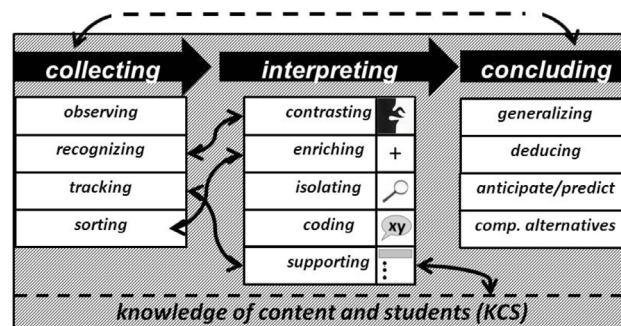 collecting
interpreting
concluding
observing
recognizing
tracking
sorting
contrasting
enriching
+
isolating
coding
xy
supporting
generalizing
deducing
anticipate/predict
comp. alternatives
knowledge of content and students (KCS)